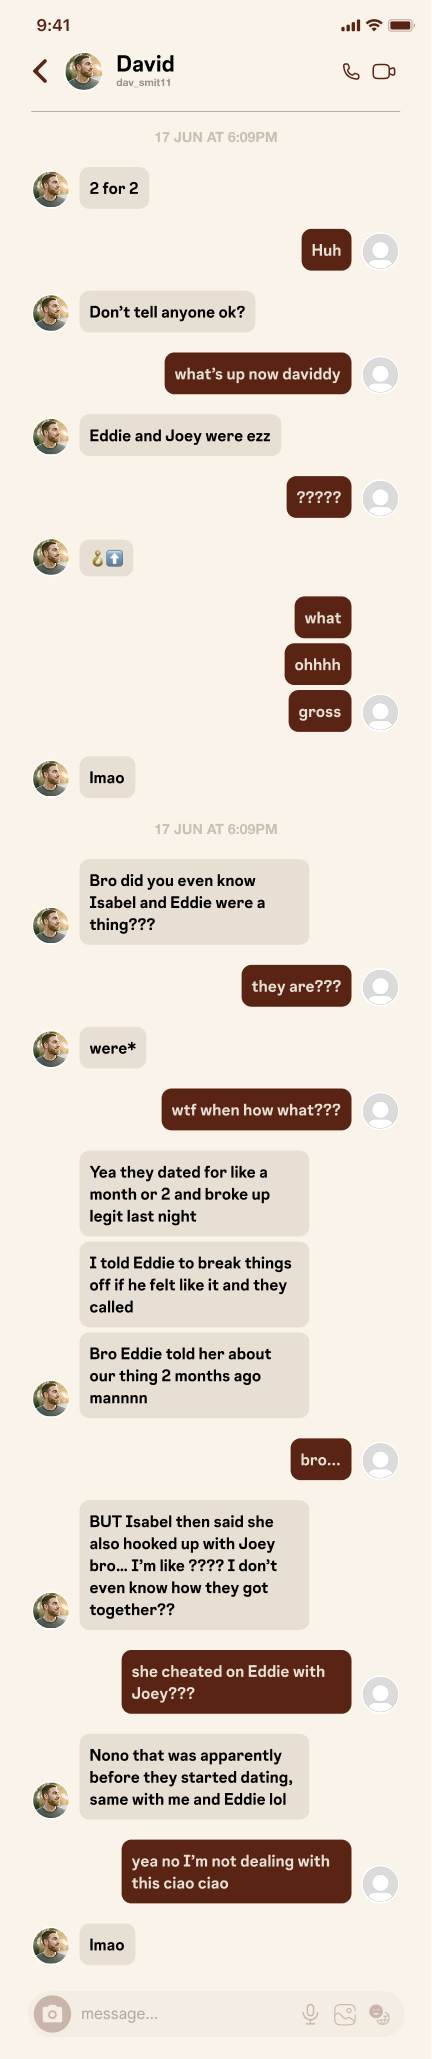 9:41
David
dav_smit11
17 JUN AT 6:09PM
2 for 2
Huh
Don't tell anyone ok?
what's up now daviddy
Eddie and Joey were ezz
?????
🪝⬆️
what
ohhhh
gross
lmao
17 JUN AT 6:09PM
Bro did you even know
Isabel and Eddie were a
thing???
they are???
were*
wtf when how what???
Yea they dated for like a
month or 2 and broke up
legit last night
I told Eddie to break things
off if he felt like it and they
called
Bro Eddie told her about
our thing 2 months ago
mannnn
bro...
BUT Isabel then said she
also hooked up with Joey
bro... I'm like ???? I don't
even know how they got
together??
she cheated on Eddie with
Joey???
Nono that was apparently
before they started dating,
same with me and Eddie lol
yea no I'm not dealing with
this ciao ciao
lmao
message...